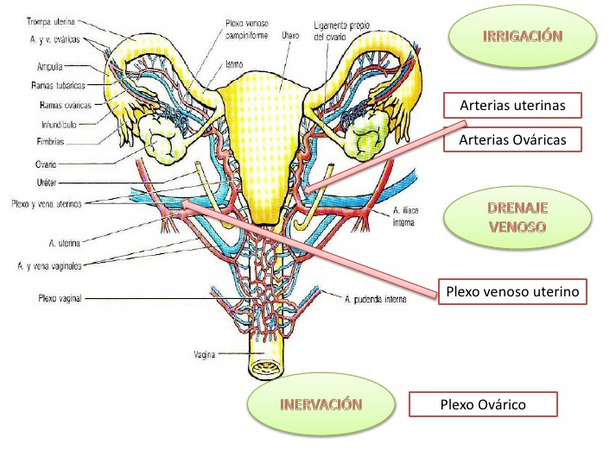 Trompa uterina
A. y v. ováricas
Ampulla
Ramas tubáricas
Ramas ováricas
Infundíbulo
Fimbrias
Ovario
Uréter
Plexo y vena uterinos
A. uterina
A. y vena vaginales
Plexo vaginal
Vagina
Plexo venoso
pampiniforme
Istmo
Utero
Ligamento propio
del ovario
A. ilíaca
interna
A. pudenda interna
IRRIGACIÓN
Arterias uterinas
Arterias Ováricas
DRENAJE
VENOSO
Plexo venoso uterino
INERVACIÓN
Plexo Ovárico